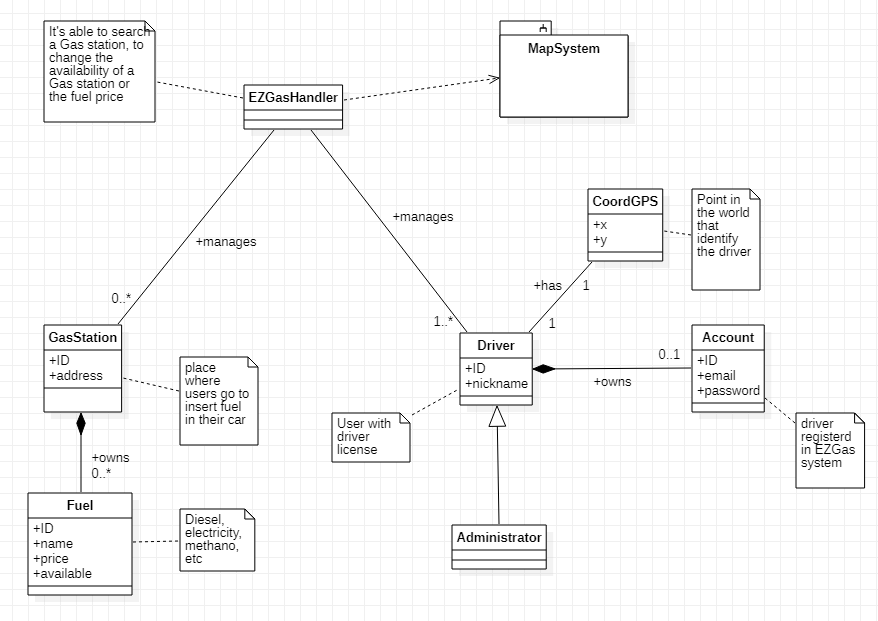 It's able to search
a Gas station, to
change the
availability of a
Gas station or
the fuel price
EZGasHandler
MapSystem
+manages
+manages
0..*
1..*
CoordGPS
+x
+y
Point in
the world
that
identify
the driver
+has
1
1
GasStation
+ID
+address
place
where
users go to
insert fuel
in their car
Driver
+ID
+nickname
0..1
+owns
Account
+ID
+email
+password
User with
driver
license
driver
registerd
in EZGas
system
+owns
0..*
Fuel
+ID
+name
+price
+available
Diesel,
electricity,
methano,
etc
Administrator